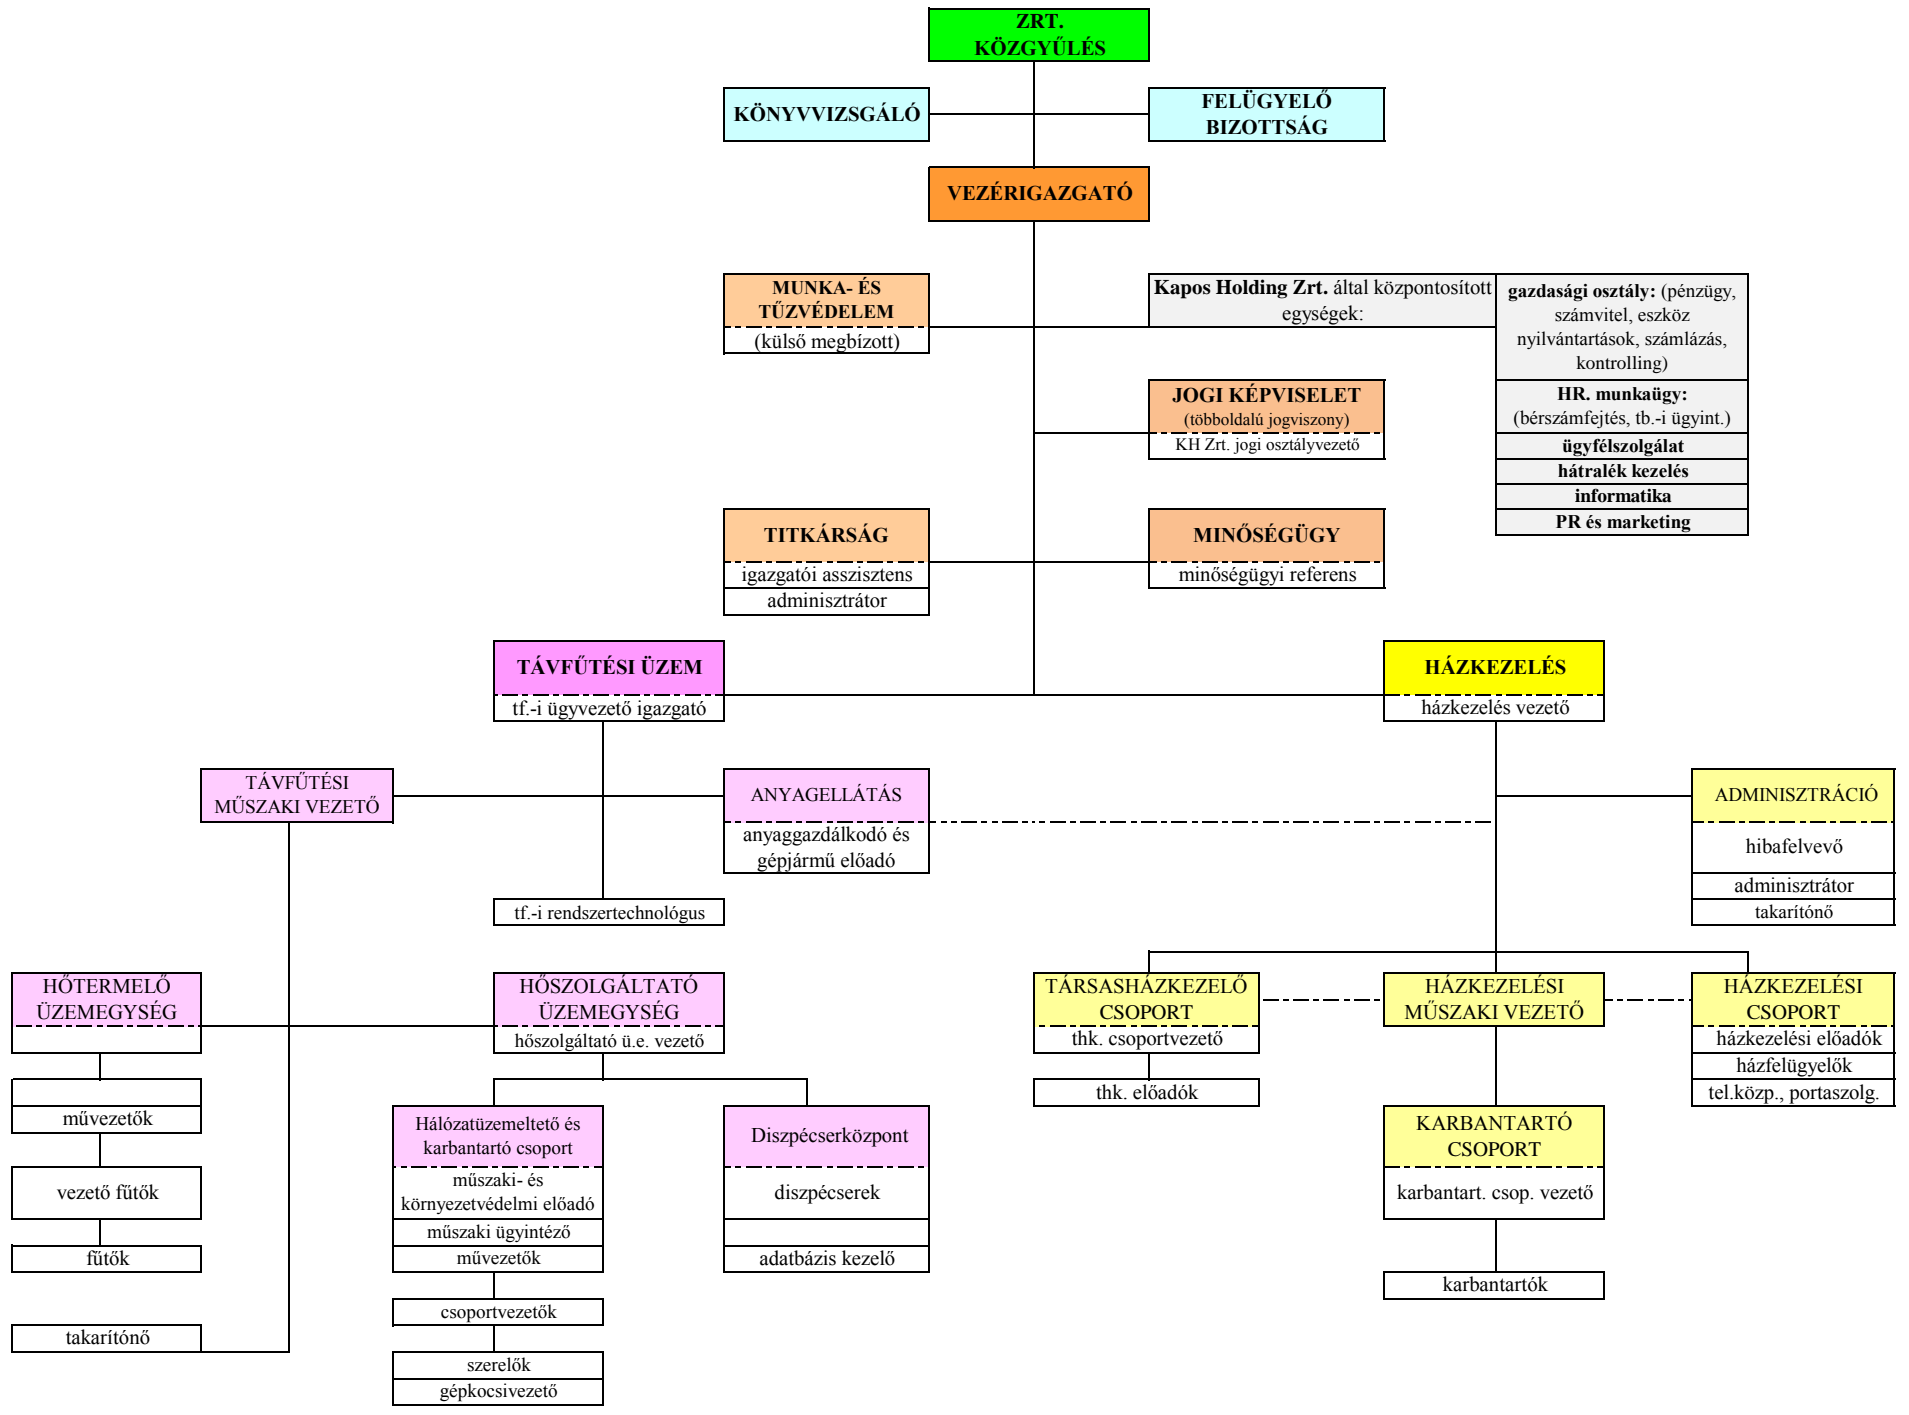 ZRT.
KÖZGYŰLÉS
KÖNYVVIZSGÁLÓ
FELÜGYELŐ
BIZOTTSÁG
VEZÉRIGAZGATÓ
MUNKA- ÉS
TŰZVÉDELEM
(külső megbízott)
Kapos Holding Zrt. által központosított
egységek:
gazdasági osztály: (pénzügy,
számvitel, eszköz
nyilvántartások, számlázás,
kontrolling)
HR. munkaügy:
(bérszámfejtés, tb.-i ügyint.)
ügyfélszolgálat
hátralék kezelés
informatika
PR és marketing
JOGI KÉPVISELET
(többoldalú jogviszony)
KH Zrt. jogi osztályvezető
TITKÁRSÁG
igazgatói asszisztens
adminisztrátor
MINŐSÉGÜGY
minőségügyi referens
TÁVFŰTÉSI ÜZEM
tf.-i ügyvezető igazgató
HÁZKEZELÉS
házkezelés vezető
TÁVFŰTÉSI
MŰSZAKI VEZETŐ
ANYAGELLÁTÁS
anyaggazdálkodó és
gépjármű előadó
ADMINISZTRÁCIÓ
hibafelvevő
adminisztrátor
takarítónő
tf.-i rendszertechnológus
HŐTERMELŐ
ÜZEMEGYSÉG
HŐSZOLGÁLTATÓ
ÜZEMEGYSÉG
hőszolgáltató ü.e. vezető
TÁRSASHÁZKEZELŐ
CSOPORT
thk. csoportvezető
thk. előadók
HÁZKEZELÉSI
MŰSZAKI VEZETŐ
HÁZKEZELÉSI
CSOPORT
házkezelési előadók
házfelügyelők
tel.közp., portaszolg.
művezetők
vezető fűtők
fűtők
takarítónő
Hálózatüzemeltető és
karbantartó csoport
műszaki- és
környezetvédelmi előadó
műszaki ügyintéző
művezetők
csoportvezetők
szerelők
gépkocsivezető
Diszpécserközpont
diszpécserek
adatbázis kezelő
KARBANTARTÓ
CSOPORT
karbantart. csop. vezető
karbantartók